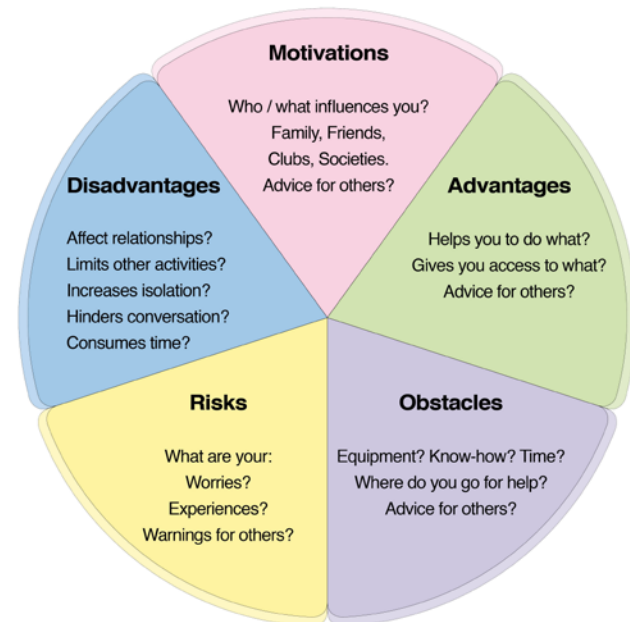 Motivations
Who / what influences you?
Family, Friends,
Clubs, Societies.
Advice for others?
Advantages
Helps you to do what?
Gives you access to what?
Advice for others?
Obstacles
Equipment? Know-how? Time?
Where do you go for help?
Advice for others?
Risks
What are your:
Worries?
Experiences?
Warnings for others?
Disadvantages
Affect relationships?
Limits other activities?
Increases isolation?
Hinders conversation?
Consumes time?